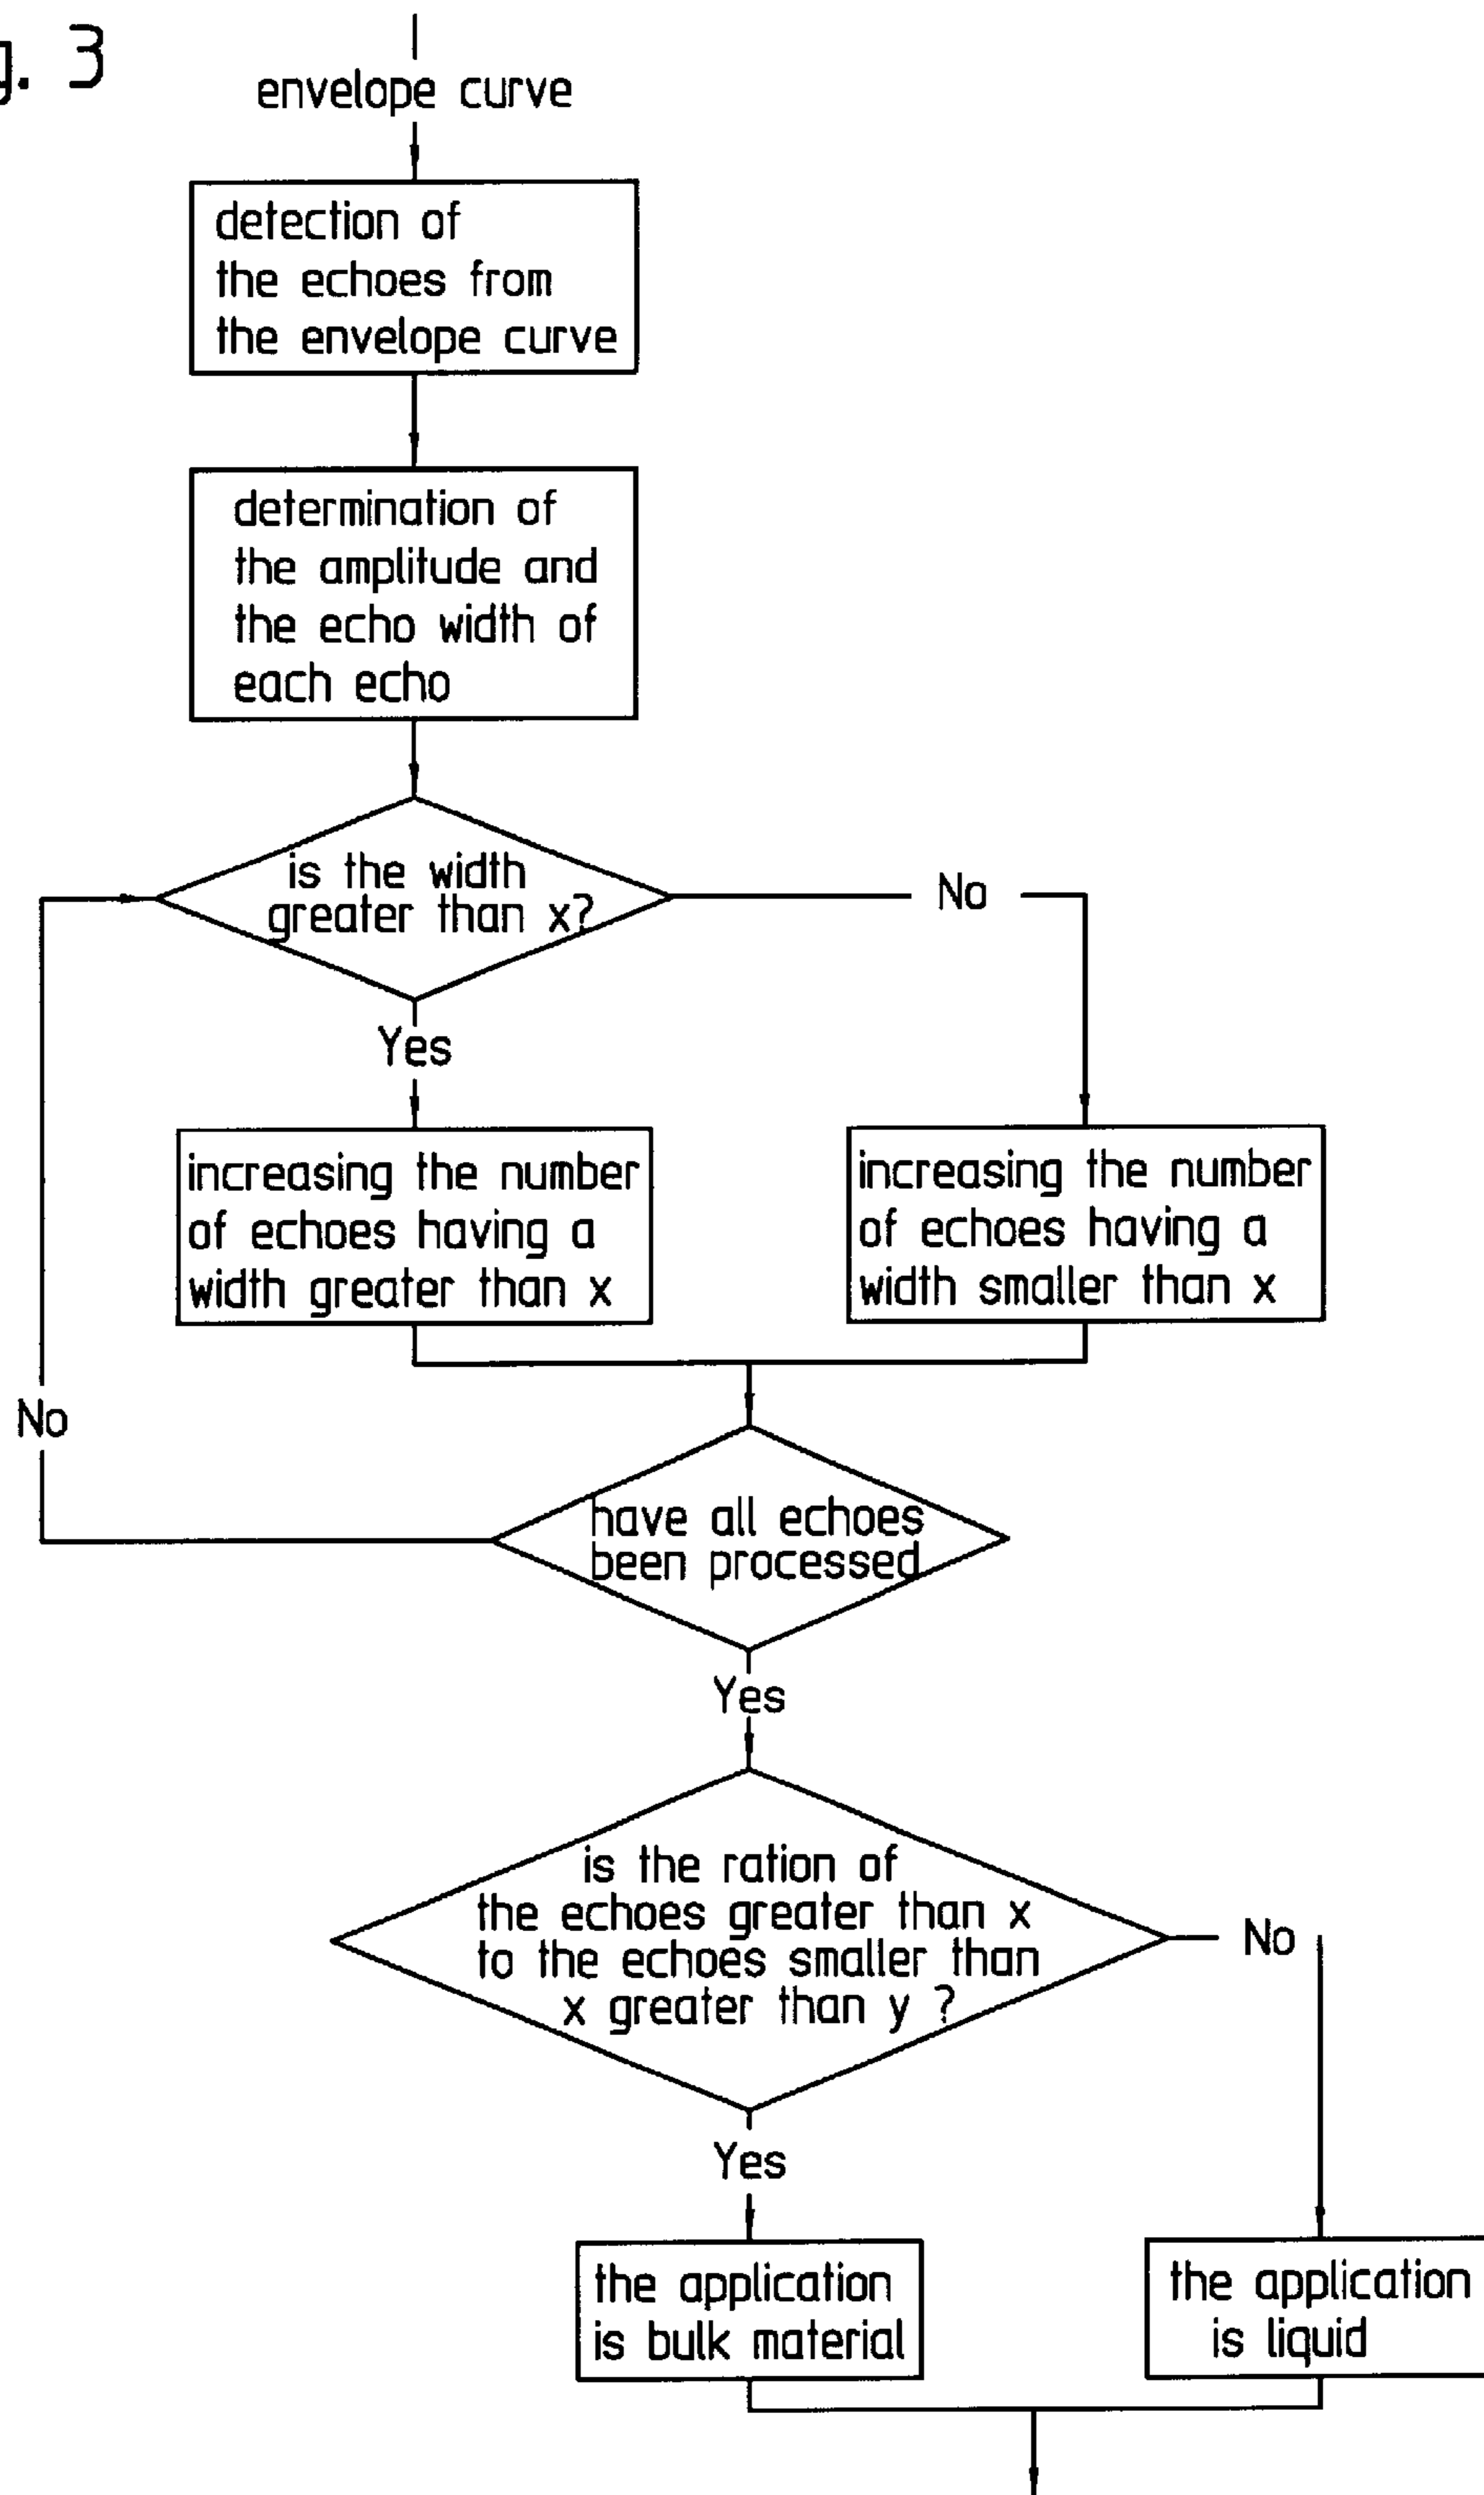 g. 3
envelope curve
detection of
the echoes from
the envelope curve
determination of
the amplitude and
the echo width of
each echo
is the width
greater than x?
No
Yes
increasing the number
of echoes having a
width greater than x
increasing the number
of echoes having a
width smaller than x
No
have all echoes
been processed
Yes
is the ration of
the echoes greater than x
to the echoes smaller than
x greater than y ?
No
Yes
the application
is bulk material
the application
is liquid